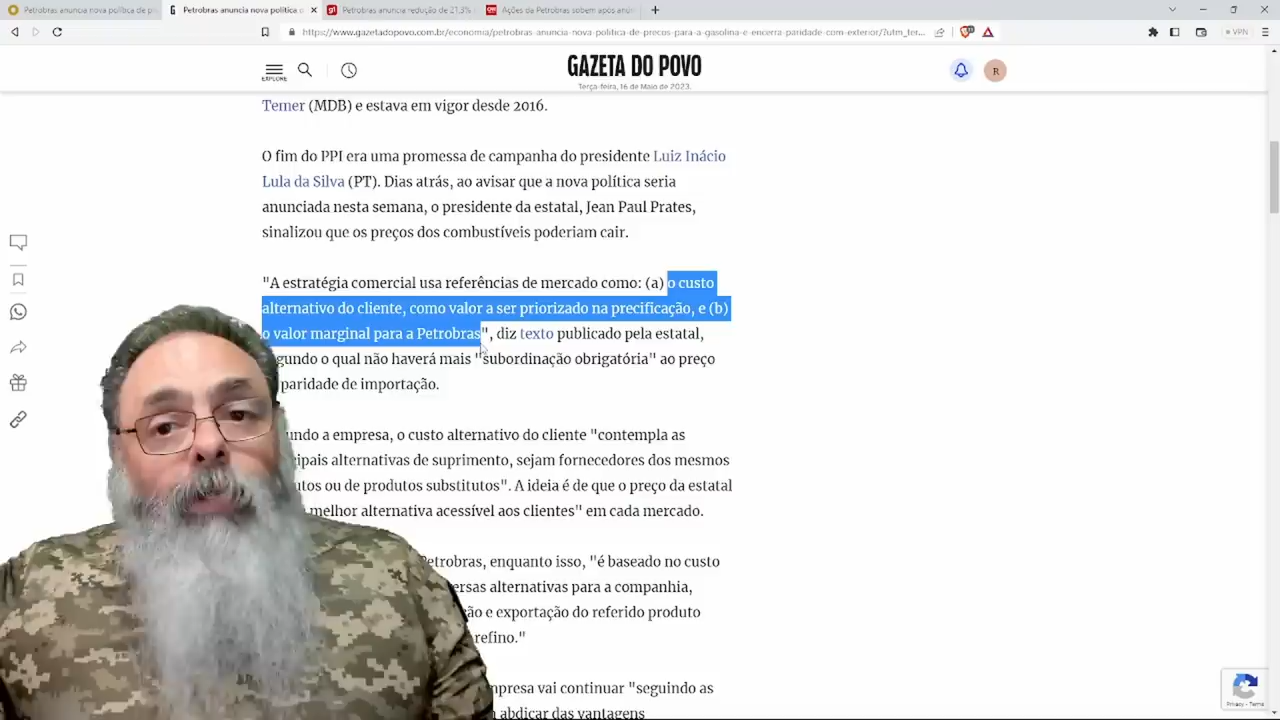 Petrobras anuncia nova política de pr
Petrobras anuncia nova política o
Petrobras anuncia redução de 21,3%
Ações da Petrobras sobem após anún
https://www.gazetadopovo.com.br/economia/petrobras-anuncia-nova-politica-de-precos-para-a-gasolina-e-encerra-paridade-com-exterior/?utm_ter...
VPN
EXPLORE
GAZETA DO POVO
Terça-feira, 16 de Maio de 2023.
R
Temer (MDB) e estava em vigor desde 2016.
O fim do PPI era uma promessa de campanha do presidente Luiz Inácio
Lula da Silva (PT). Dias atrás, ao avisar que a nova política seria
anunciada nesta semana, o presidente da estatal, Jean Paul Prates,
sinalizou que os preços dos combustíveis poderiam cair.
"A estratégia comercial usa referências de mercado como: (a) o custo
alternativo do cliente, como valor a ser priorizado na precificação, e (b)
o valor marginal para a Petrobras", diz texto publicado pela estatal,
gundo o qual não haverá mais "subordinação obrigatória" ao preço
paridade de importação.
undo a empresa, o custo alternativo do cliente "contempla as
cipais alternativas de suprimento, sejam fornecedores dos mesmos
utos ou de produtos substitutos". A ideia é de que o preço da estatal
melhor alternativa acessível aos clientes" em cada mercado.
Petrobras, enquanto isso, "é baseado no custo
ersas alternativas para a companhia,
ção e exportação do referido produto
refino."
mpresa vai continuar "seguindo as
abdicar das vantagens
Privacy - Terms